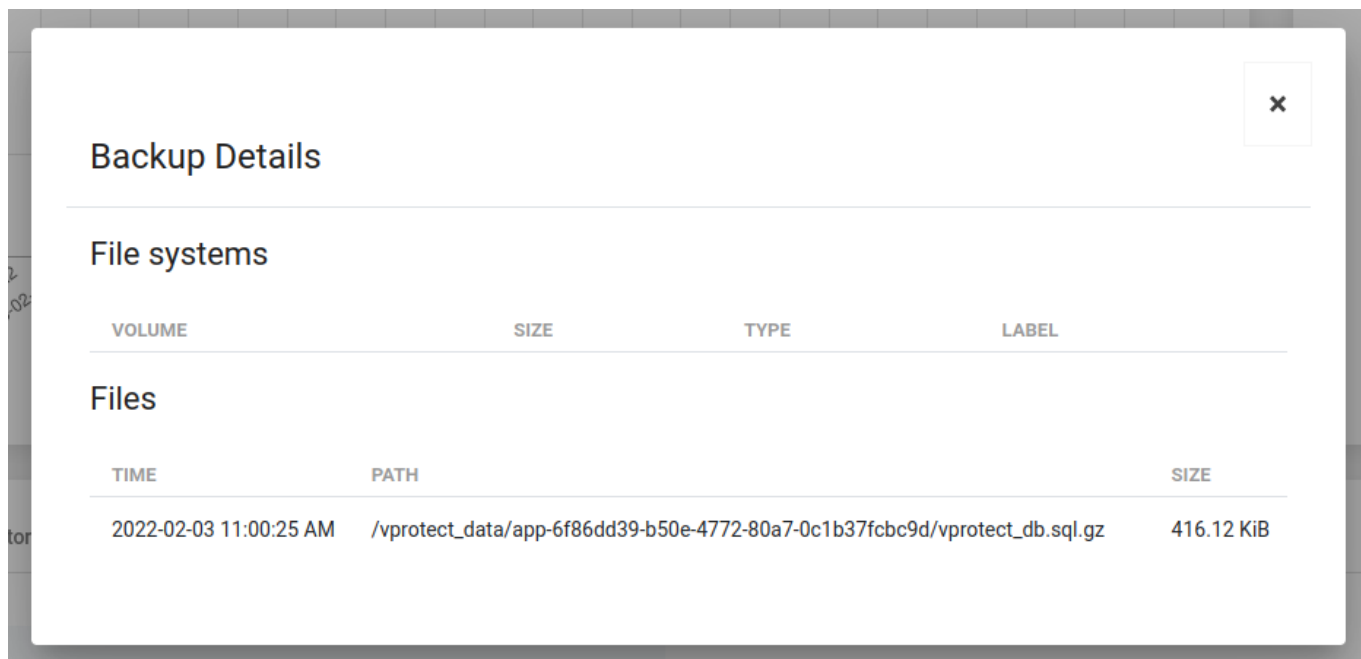 Backup Details
File systems
VOLUME SIZE TYPE LABEL
Files
TIME PATH SIZE
2022-02-03 11:00:25 AM /vprotect_data/app-6f86dd39-b50e-4772-80a7-0c1b37fcbc9d/vprotect_db.sql.gz 416.12 KiB